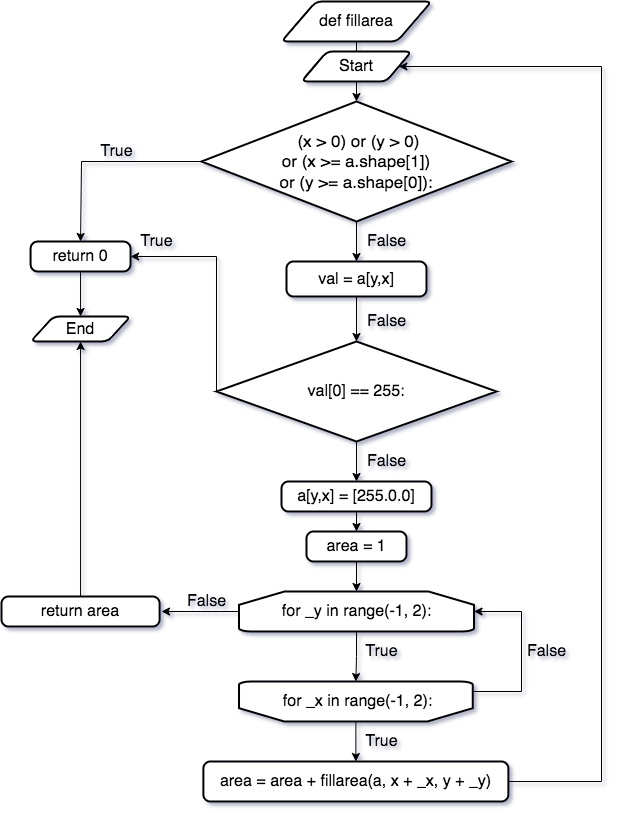 def fillarea
Start
(x > 0) or (y > 0)
or (x >= a.shape[1])
or (y >= a.shape[0]):
True
False
return 0
True
val = a[y,x]
False
End
val[0] == 255:
False
a[y,x] = [255.0.0]
area = 1
return area
False
for _y in range(-1, 2):
True
False
for _x in range(-1, 2):
True
area = area + fillarea(a, x + _x, y + _y)